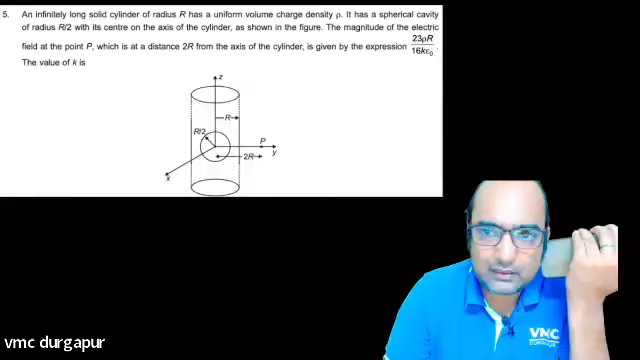 5. An infinitely long solid cylinder of radius R has a uniform volume charge density ρ. It has a spherical cavity
of radius R/2 with its centre on the axis of the cylinder, as shown in the figure. The magnitude of the electric
field at the point P, which is at a distance 2R from the axis of the cylinder, is given by the expression 23ρR/16kε₀.
The value of k is
z
R
R/2
P
y
2R
x
VMC
DURGAPUR
vmc durgapur